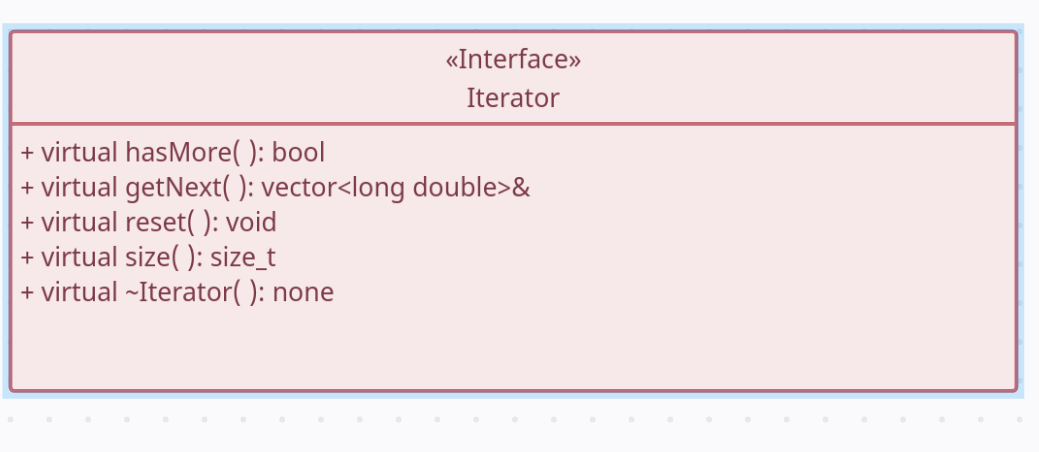 «Interface»
Iterator
+ virtual hasMore( ): bool
+ virtual getNext( ): vector<long double>&
+ virtual reset( ): void
+ virtual size( ): size_t
+ virtual ~Iterator( ): none